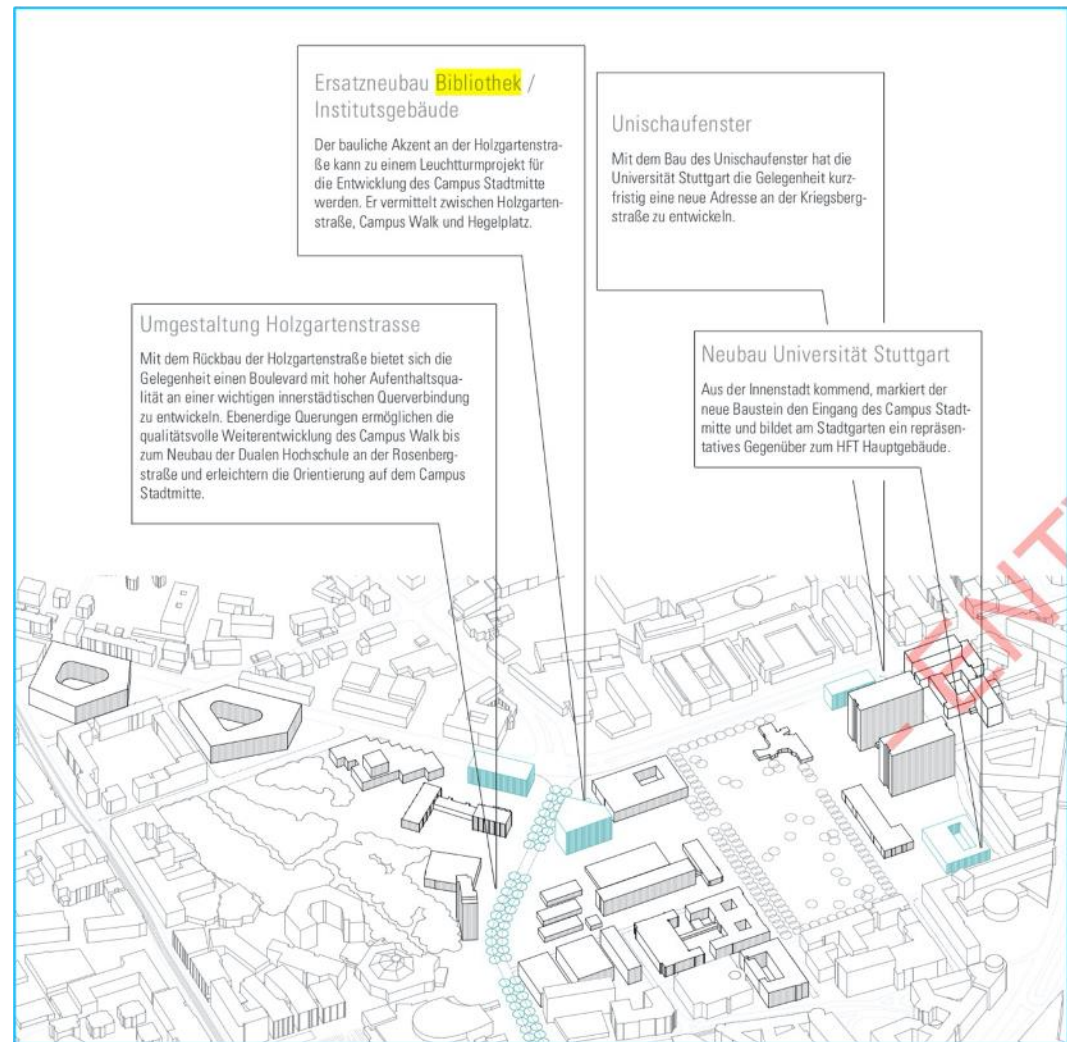 Ersatzneubau Bibliothek /
Institutsgebäude
Der bauliche Akzent an der Holzgartenstra-
ße kann zu einem Leuchtturmprojekt für
die Entwicklung des Campus Stadtmitte
werden. Er vermittelt zwischen Holzgarten-
straße, Campus Walk und Hegelplatz.
Unischaufenster
Mit dem Bau des Unischaufenster hat die
Universität Stuttgart die Gelegenheit kurz-
fristig eine neue Adresse an der Kriegsberg-
straße zu entwickeln.
Umgestaltung Holzgartenstrasse
Mit dem Rückbau der Holzgartenstraße bietet sich die
Gelegenheit einen Boulevard mit hoher Aufenthaltsqua-
lität an einer wichtigen innerstädtischen Querverbindung
zu entwickeln. Ebenerdige Querungen ermöglichen die
qualitätsvolle Weiterentwicklung des Campus Walk bis
zum Neubau der Dualen Hochschule an der Rosenberg-
straße und erleichtern die Orientierung auf dem Campus
Stadtmitte.
Neubau Universität Stuttgart
Aus der Innenstadt kommend, markiert der
neue Baustein den Eingang des Campus Stadt-
mitte und bildet am Stadtgarten ein repräsen-
tatives Gegenüber zum HFT Hauptgebäude.